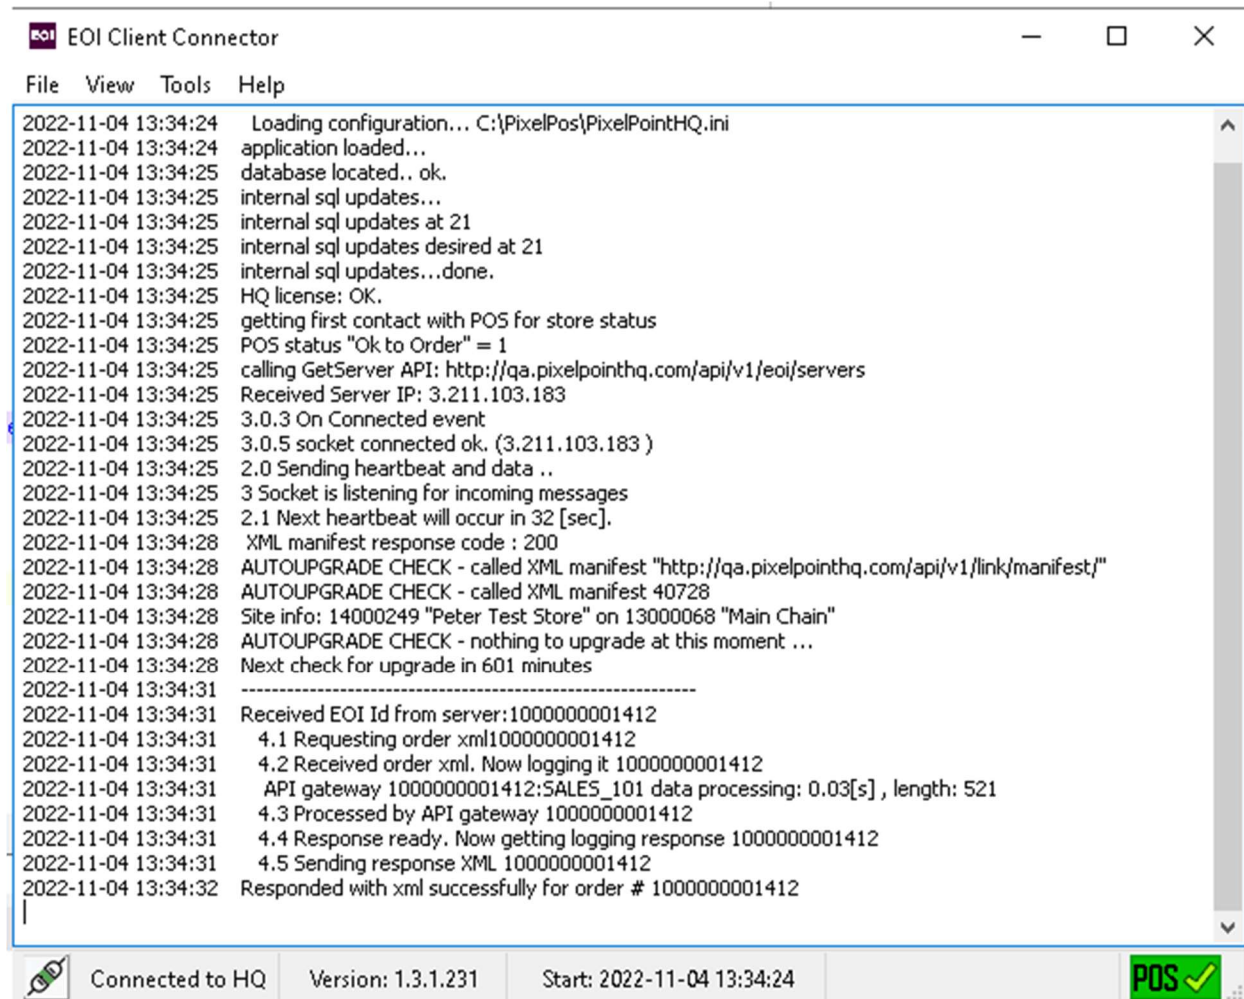 EOI EOI Client Connector
File View Tools Help
2022-11-04 13:34:24 Loading configuration... C:\PixelPos\PixelPointHQ.ini
2022-11-04 13:34:24 application loaded...
2022-11-04 13:34:25 database located.. ok.
2022-11-04 13:34:25 internal sql updates...
2022-11-04 13:34:25 internal sql updates at 21
2022-11-04 13:34:25 internal sql updates desired at 21
2022-11-04 13:34:25 internal sql updates...done.
2022-11-04 13:34:25 HQ license: OK.
2022-11-04 13:34:25 getting first contact with POS for store status
2022-11-04 13:34:25 POS status "Ok to Order" = 1
2022-11-04 13:34:25 calling GetServer API: http://qa.pixelpointhq.com/api/v1/eoi/servers
2022-11-04 13:34:25 Received Server IP: 3.211.103.183
2022-11-04 13:34:25 3.0.3 On Connected event
2022-11-04 13:34:25 3.0.5 socket connected ok. (3.211.103.183 )
2022-11-04 13:34:25 2.0 Sending heartbeat and data ..
2022-11-04 13:34:25 3 Socket is listening for incoming messages
2022-11-04 13:34:25 2.1 Next heartbeat will occur in 32 [sec].
2022-11-04 13:34:28 XML manifest response code : 200
2022-11-04 13:34:28 AUTOUPGRADE CHECK - called XML manifest "http://qa.pixelpointhq.com/api/v1/link/manifest/"
2022-11-04 13:34:28 AUTOUPGRADE CHECK - called XML manifest 40728
2022-11-04 13:34:28 Site info: 14000249 "Peter Test Store" on 13000068 "Main Chain"
2022-11-04 13:34:28 AUTOUPGRADE CHECK - nothing to upgrade at this moment ...
2022-11-04 13:34:28 Next check for upgrade in 601 minutes
2022-11-04 13:34:31 ------------------------------------------------------------
2022-11-04 13:34:31 Received EOI Id from server:1000000001412
2022-11-04 13:34:31 4.1 Requesting order xml1000000001412
2022-11-04 13:34:31 4.2 Received order xml. Now logging it 1000000001412
2022-11-04 13:34:31 API gateway 1000000001412:SALES_101 data processing: 0.03[s] , length: 521
2022-11-04 13:34:31 4.3 Processed by API gateway 1000000001412
2022-11-04 13:34:31 4.4 Response ready. Now getting logging response 1000000001412
2022-11-04 13:34:31 4.5 Sending response XML 1000000001412
2022-11-04 13:34:32 Responded with xml successfully for order # 1000000001412
Connected to HQ Version: 1.3.1.231 Start: 2022-11-04 13:34:24 POS